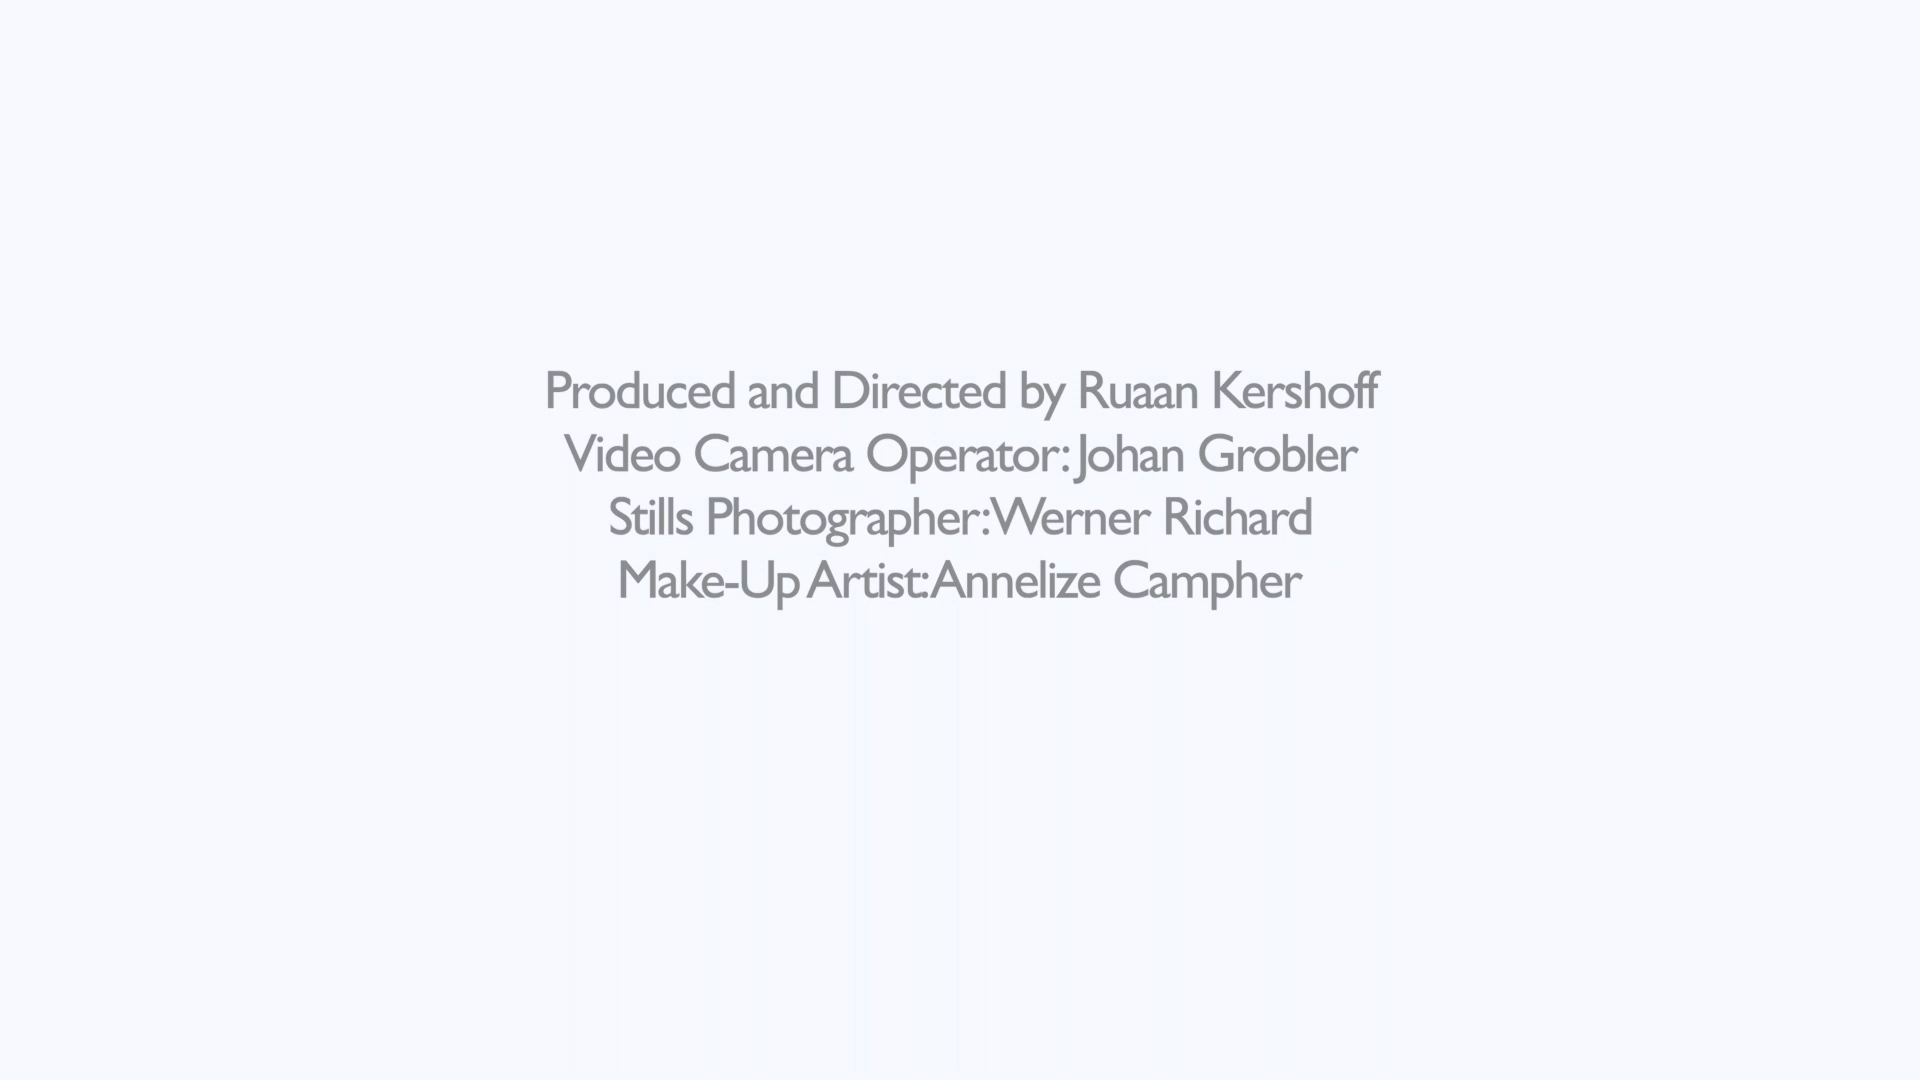 Produced and Directed by Ruaan Kershoff
Video Camera Operator: Johan Grobler
Stills Photographer: Werner Richard
Make-Up Artist: Annelize Campher